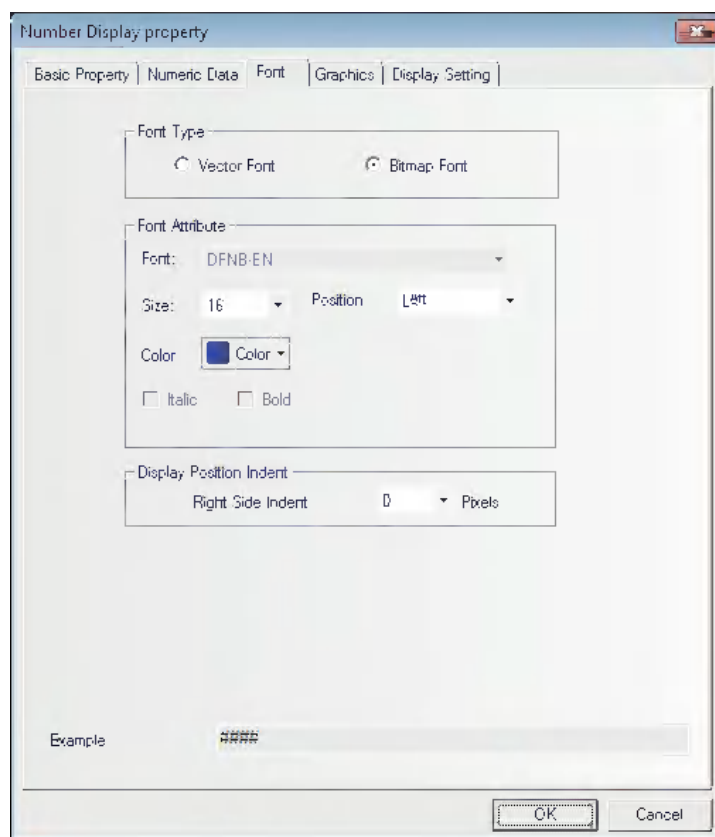 Number Display property
Basic Property Numeric Data Font Graphics Display Setting
Font Type
Vector Font Bitmap Font
Font Attribute
Font: DFNB-EN
Size: 16 Position Left
Color Color
Italic Bold
Display Position Indent
Right Side Indent 0 Pixels
Example ####
OK Cancel